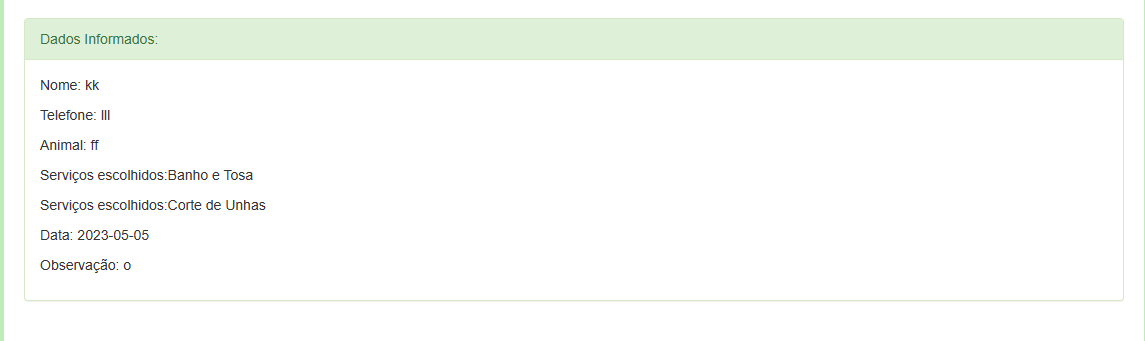 Dados Informados:
Nome: kk
Telefone: lll
Animal: ff
Serviços escolhidos:Banho e Tosa
Serviços escolhidos:Corte de Unhas
Data: 2023-05-05
Observação: o